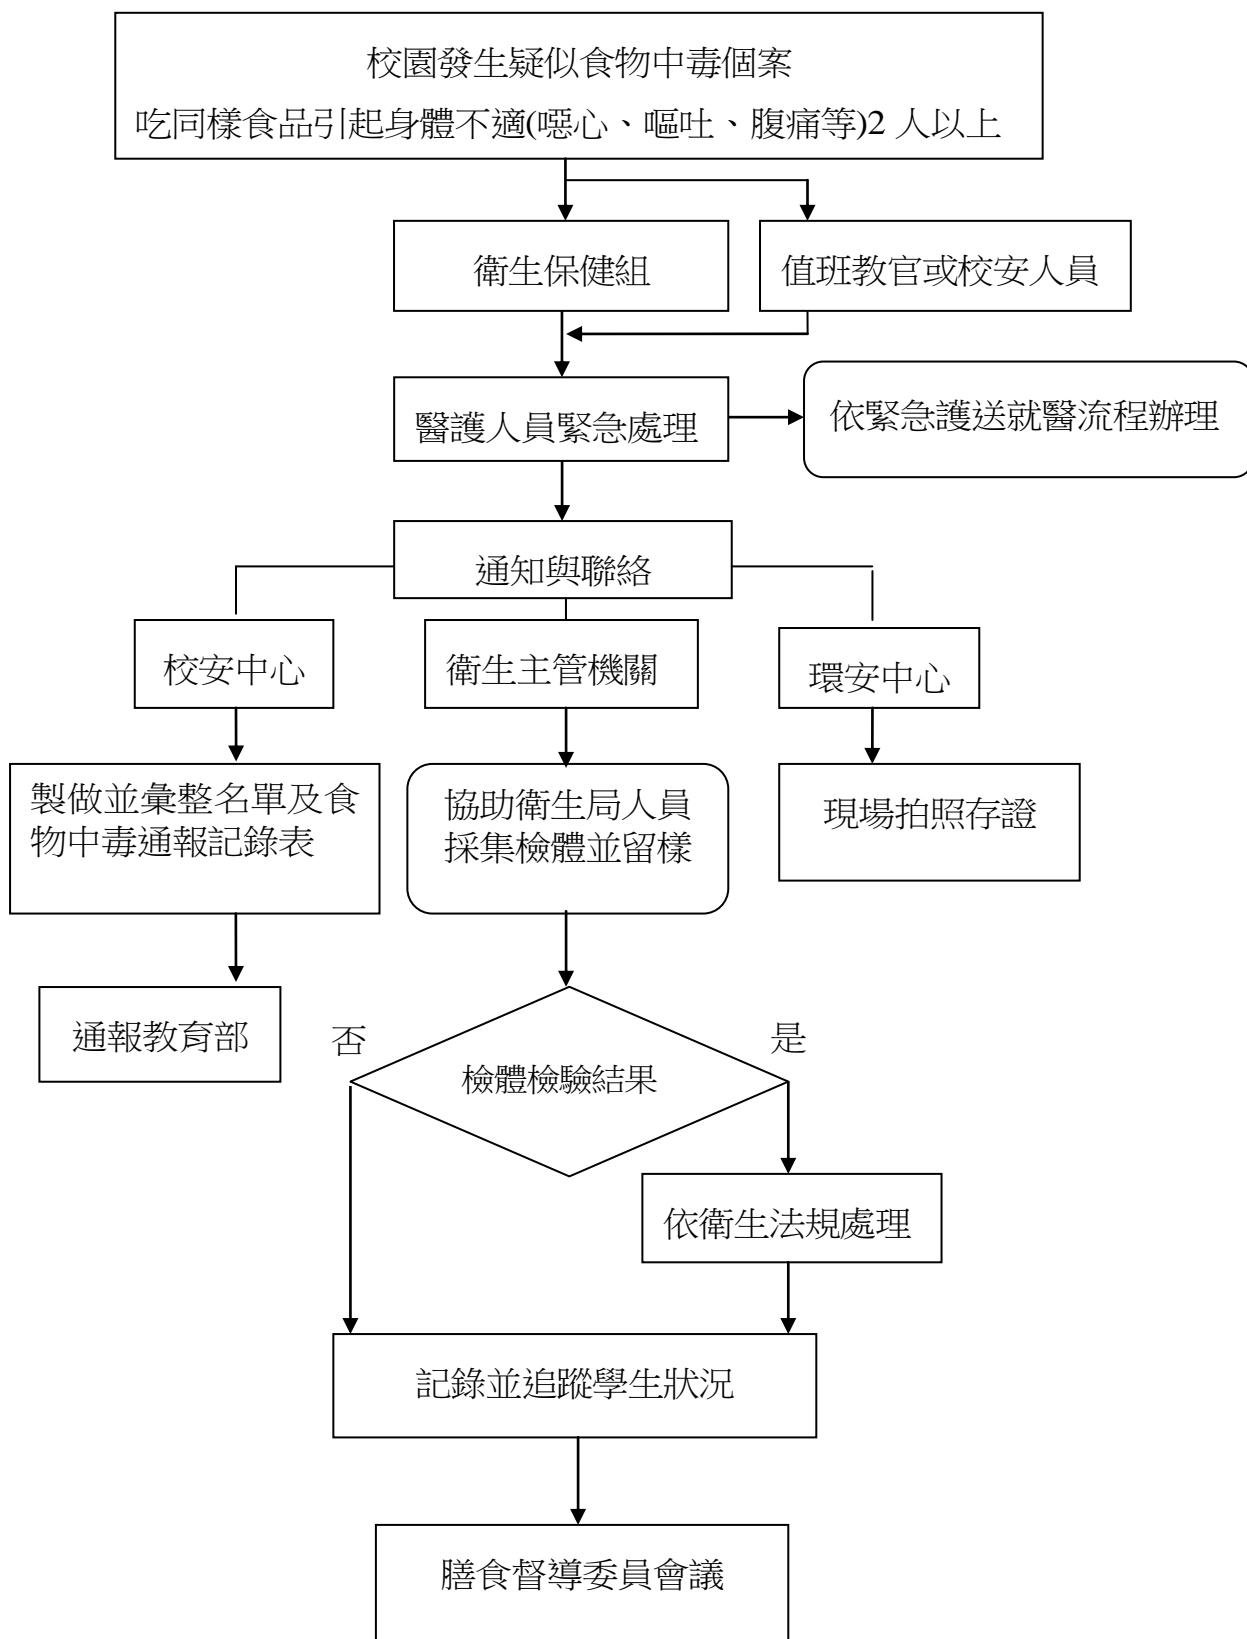 校園發生疑似食物中毒個案
吃同樣食品引起身體不適(噁心、嘔吐、腹痛等)2 人以上
衛生保健組
值班教官或校安人員
醫護人員緊急處理
依緊急護送就醫流程辦理
通知與聯絡
校安中心
衛生主管機關
環安中心
製做並彙整名單及食
物中毒通報記錄表
協助衛生局人員
採集檢體並留樣
現場拍照存證
通報教育部
否
是
檢體檢驗結果
依衛生法規處理
記錄並追蹤學生狀況
膳食督導委員會議